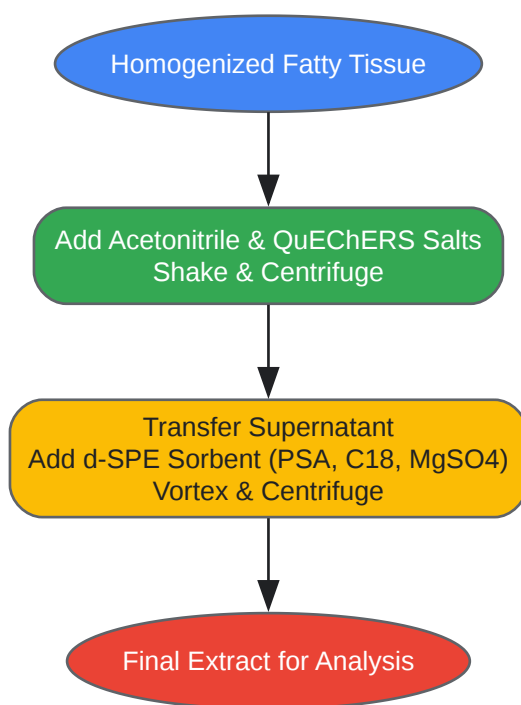 Homogenized Fatty Tissue
Add Acetonitrile & QuEChERS Salts
Shake & Centrifuge
Transfer Supernatant
Add d-SPE Sorbent (PSA, C18, MgSO4)
Vortex & Centrifuge
Final Extract for Analysis